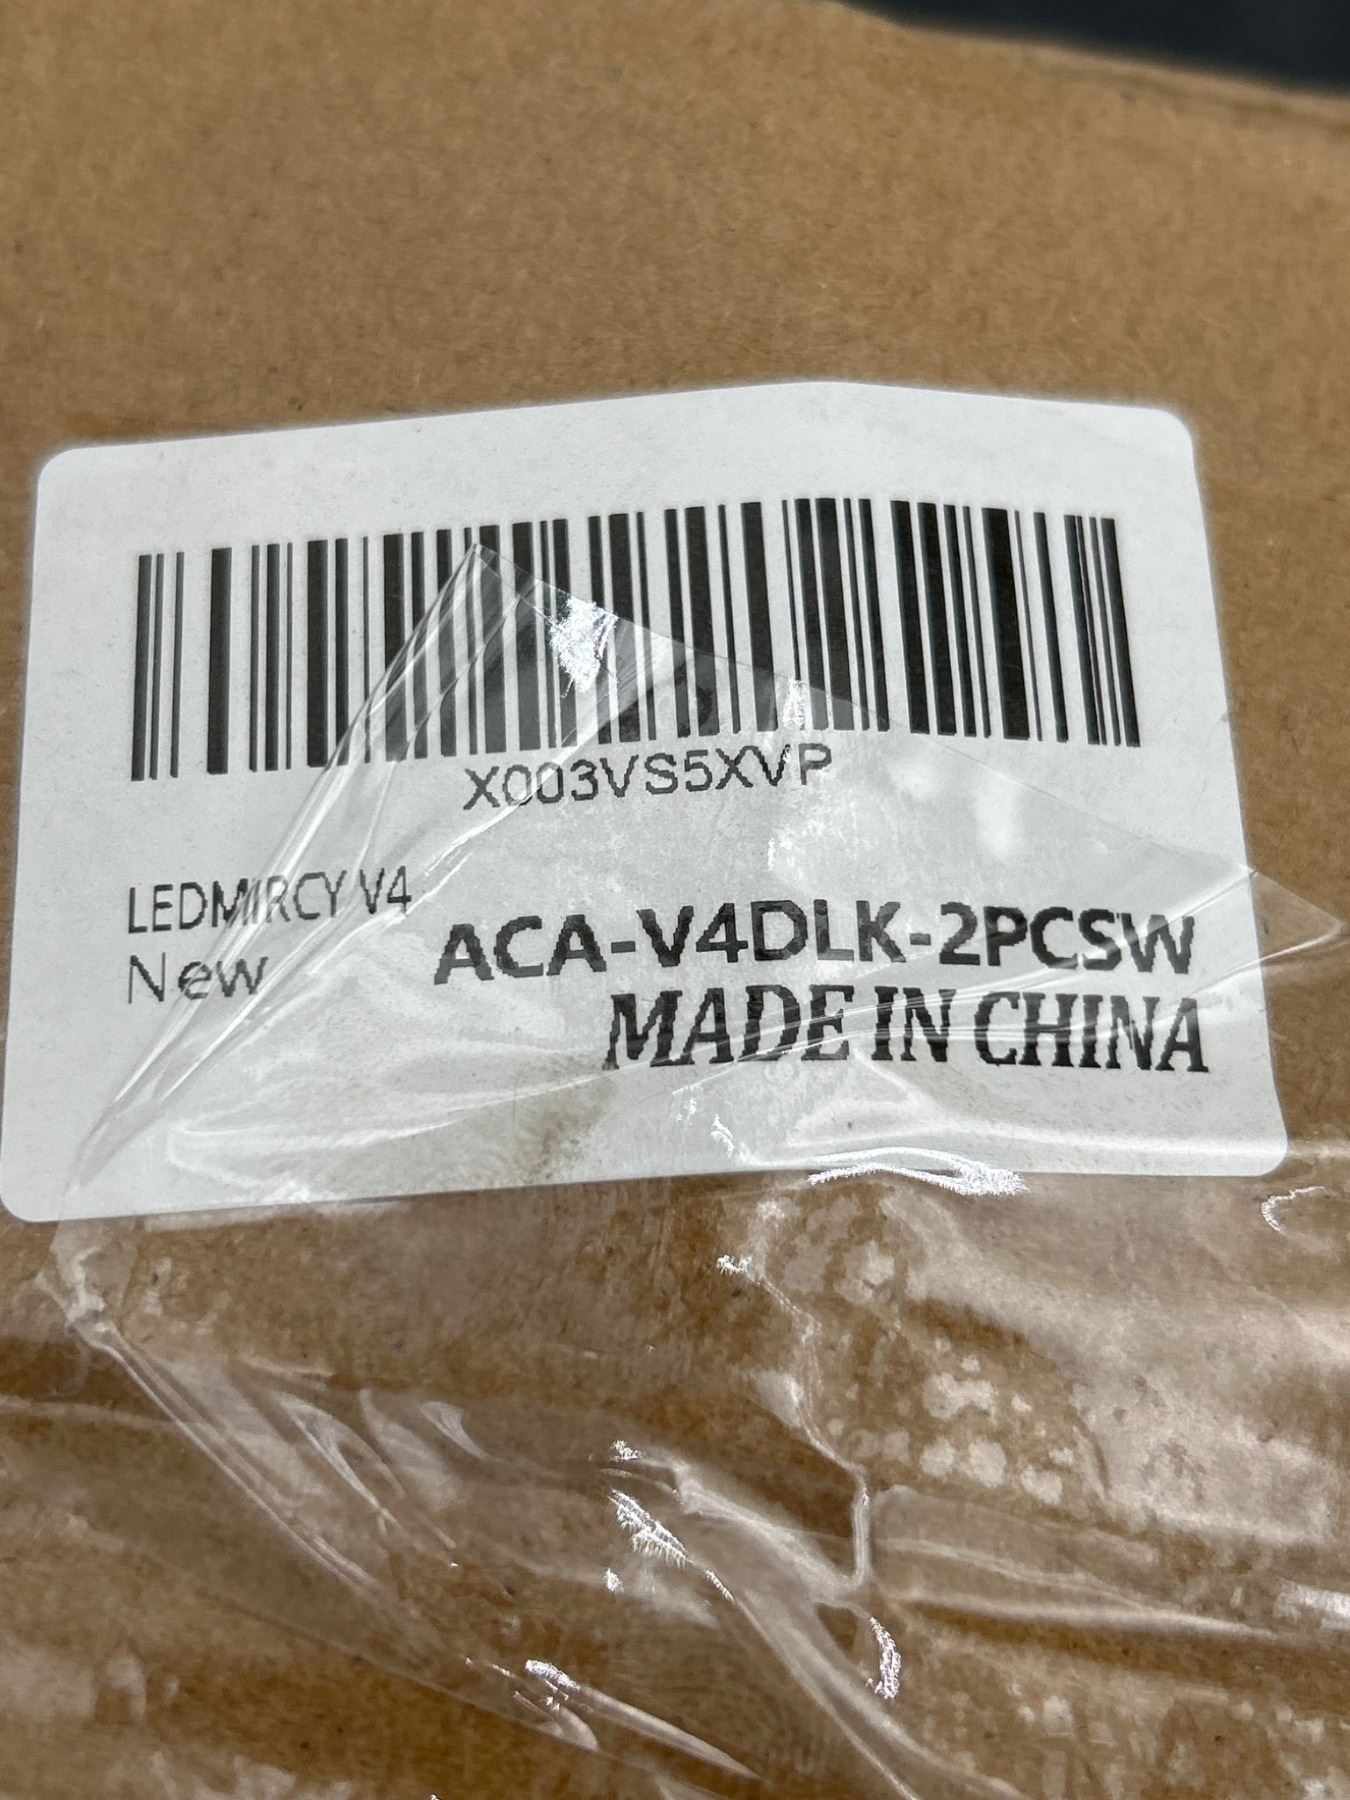 X003VS5XVP
LEDMIRCY V4
New
ACA-V4DLK-2PCSW
MADE IN CHINA